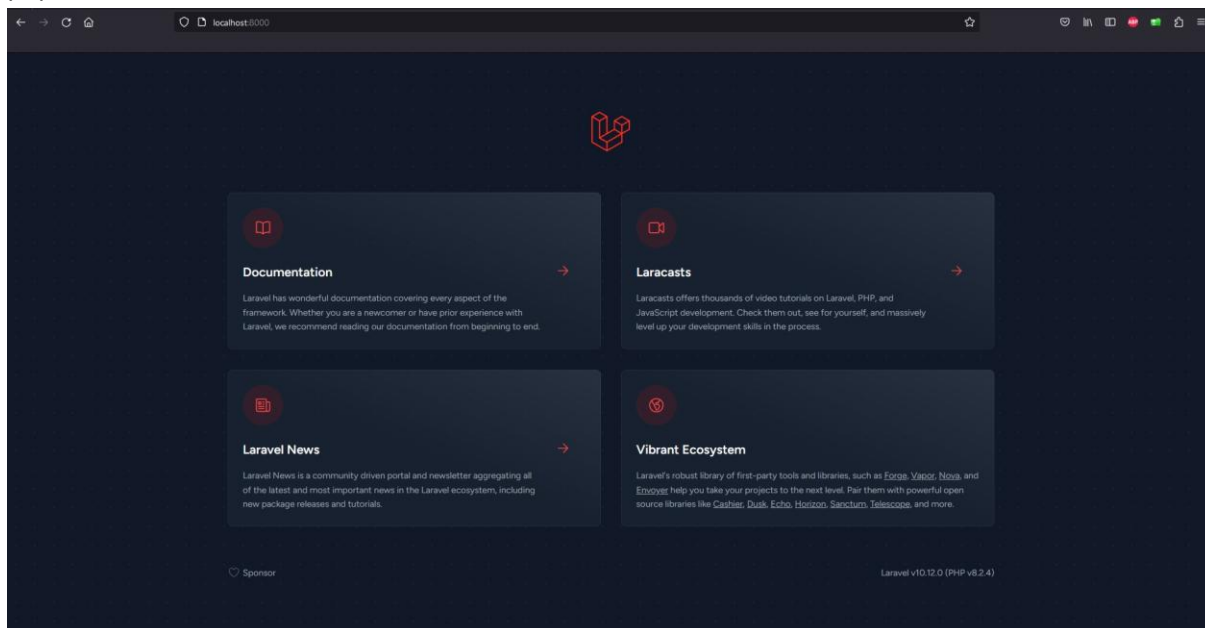 localhost:8000
Documentation
Laravel has wonderful documentation covering every aspect of the
framework. Whether you are a newcomer or have prior experience with
Laravel, we recommend reading our documentation from beginning to end.
Laracasts
Laracasts offers thousands of video tutorials on Laravel, PHP, and
JavaScript development. Check them out, see for yourself, and massively
level up your development skills in the process.
Laravel News
Laravel News is a community driven portal and newsletter aggregating all
of the latest and most important news in the Laravel ecosystem, including
new package releases and tutorials.
Vibrant Ecosystem
Laravel's robust library of first-party tools and libraries, such as Forge, Vapor, Nova, and
Envoyer help you take your projects to the next level. Pair them with powerful open
source libraries like Cashier, Dusk, Echo, Horizon, Sanctum, Telescope, and more.
Sponsor
Laravel v10.12.0 (PHP v8.2.4)